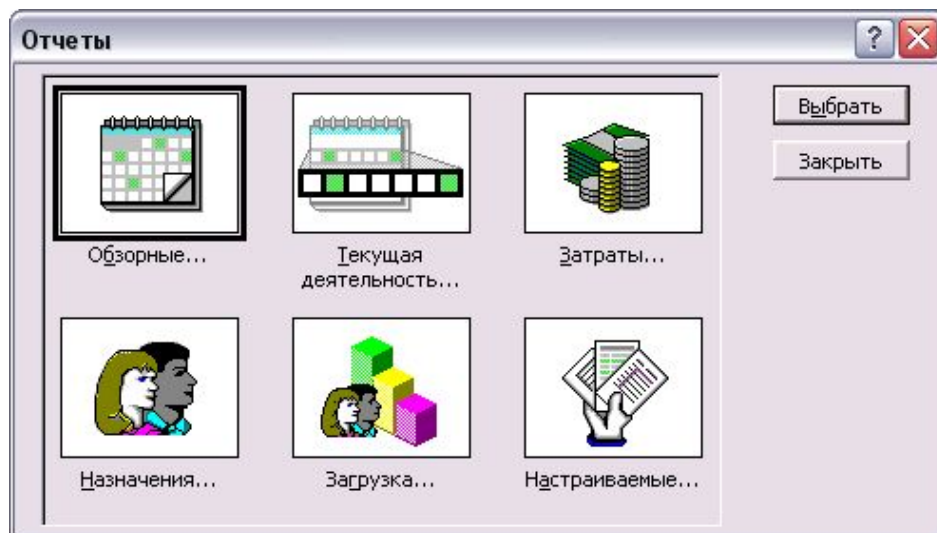 Отчеты
Выбрать
Закрыть
Обзорные...
Текущая
деятельность...
Затраты...
Назначения...
Загрузка...
Настраиваемые...